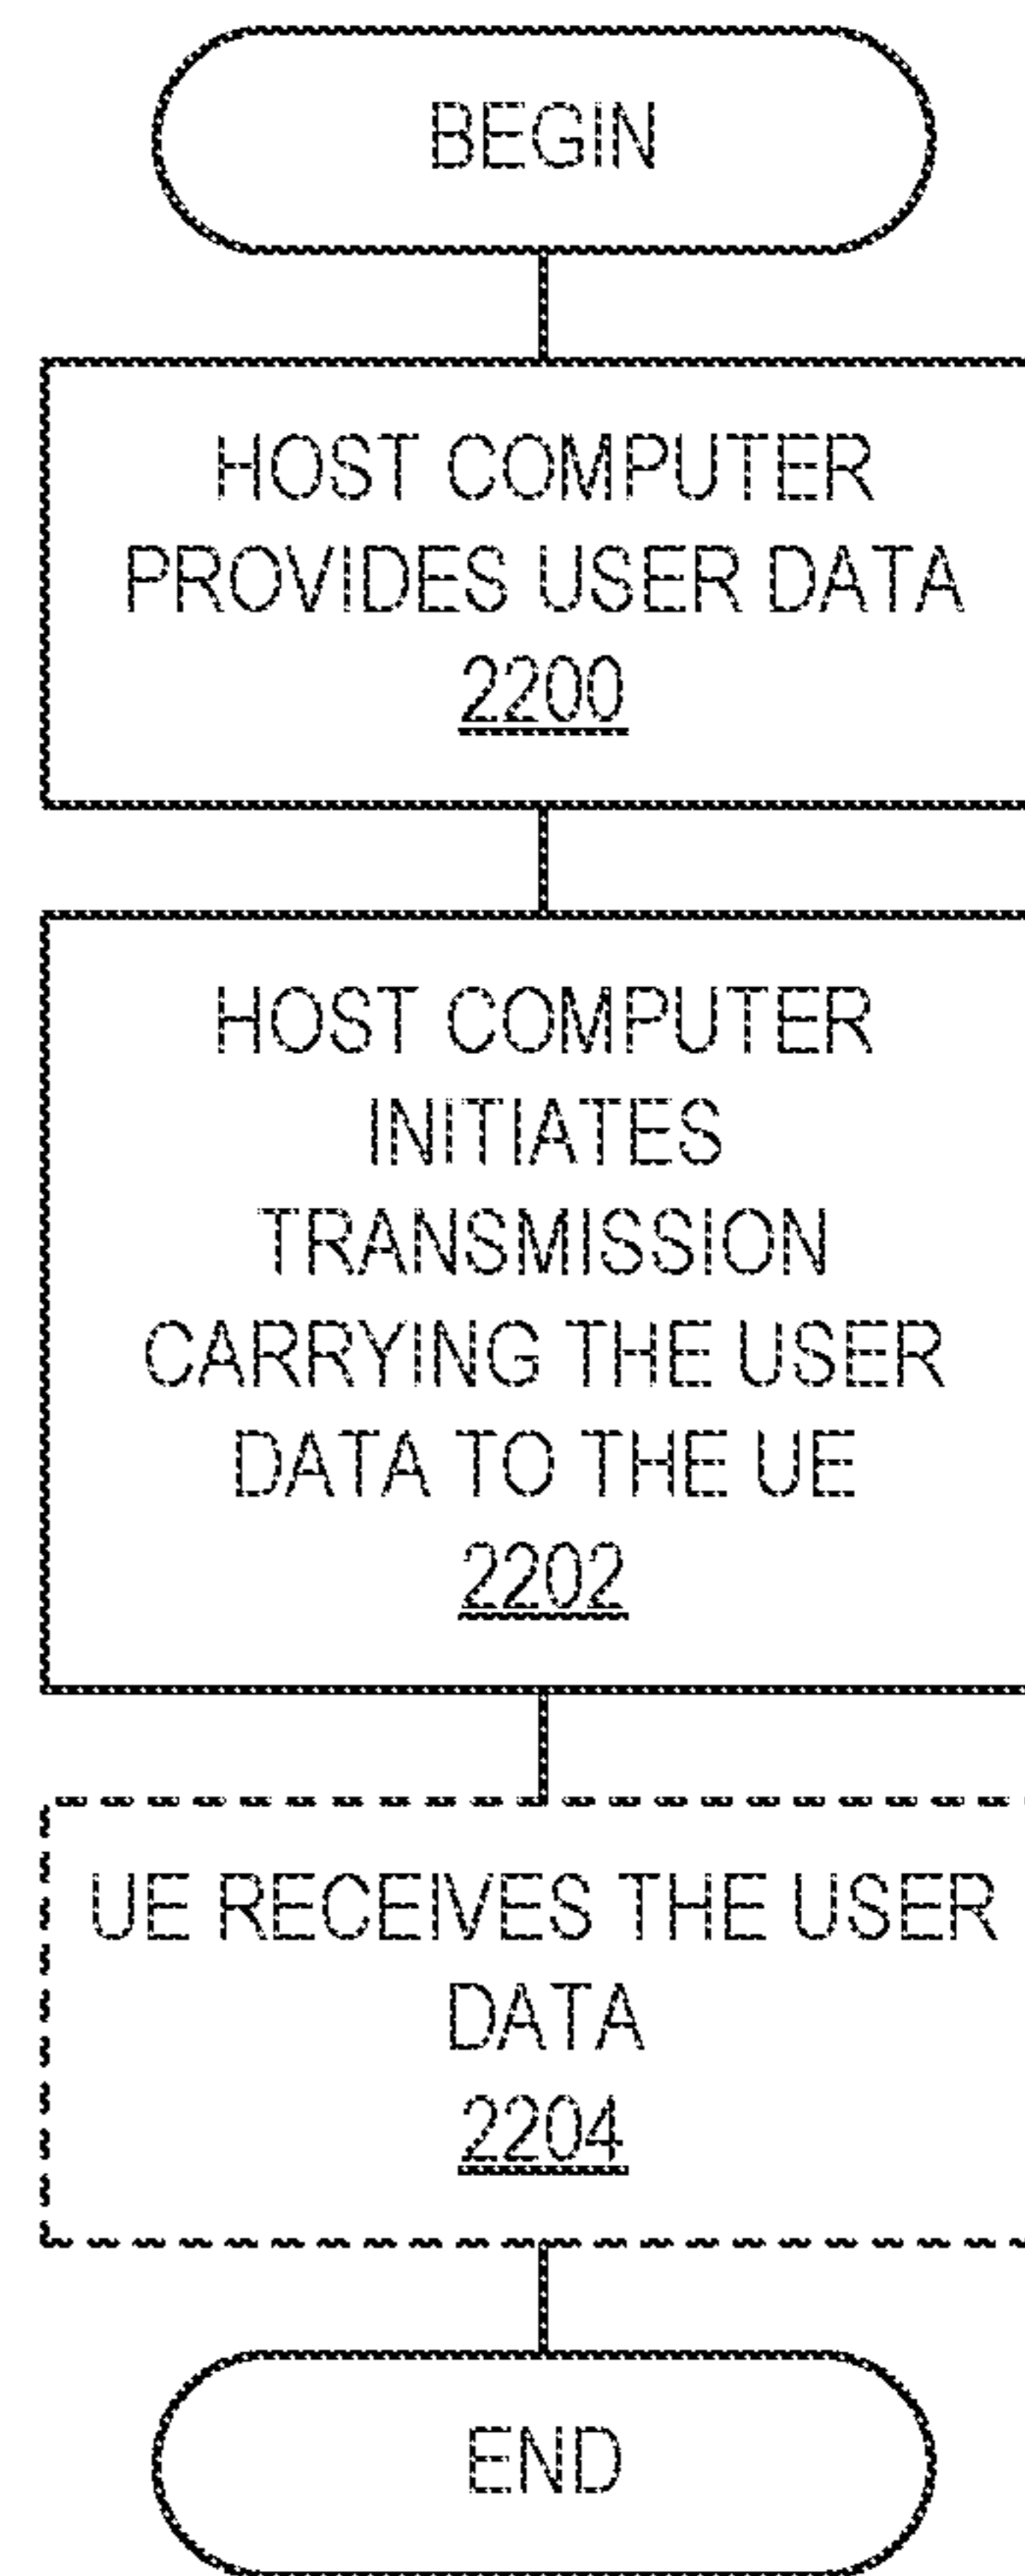 BEGIN
HOST COMPUTER
PROVIDES USER DATA
2200
HOST COMPUTER
INITIATES
TRANSMISSION
CARRYING THE USER
DATA TO THE UE
2202
UE RECEIVES THE USER
DATA
2204
END